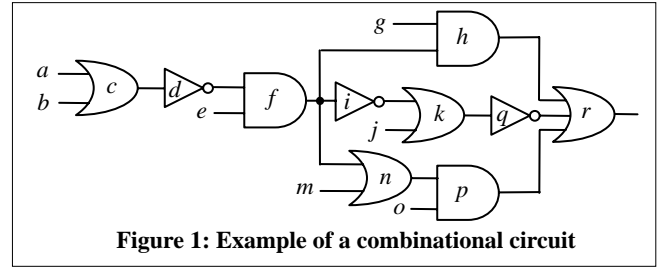 g
h
a
c
d
f
i
k
q
r
b
e
j
n
m
p
o
Figure 1: Example of a combinational circuit